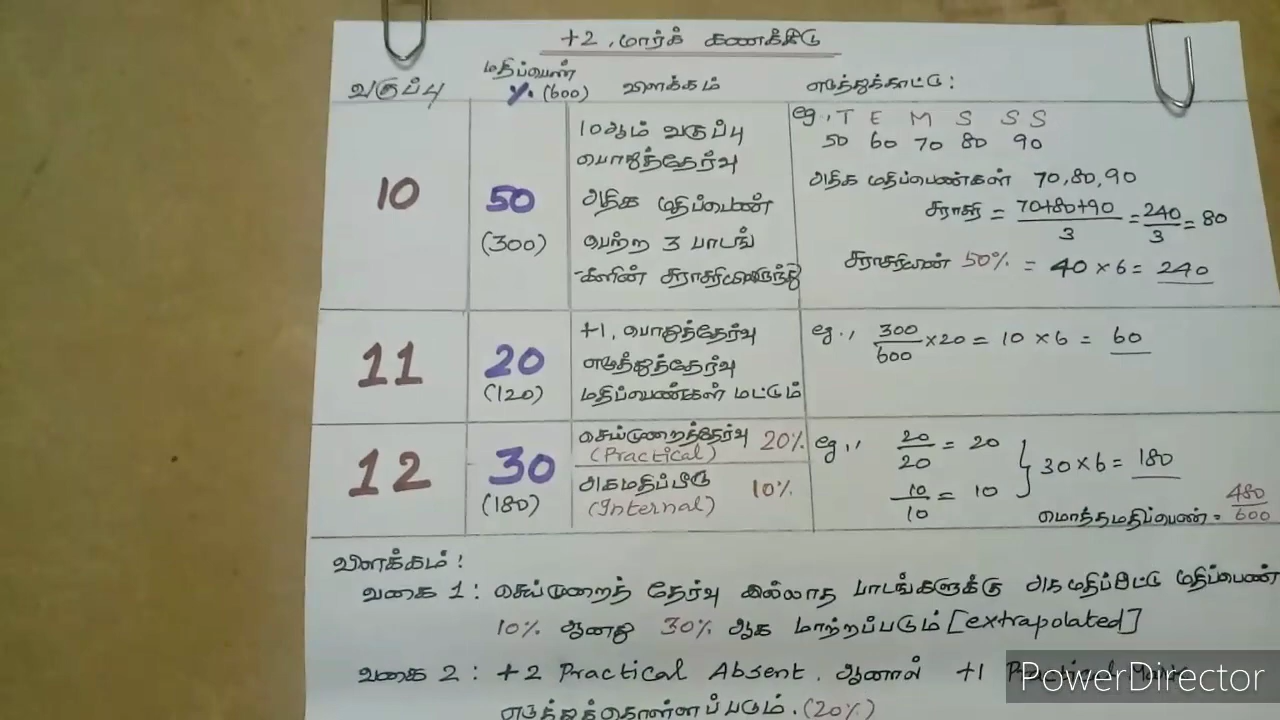 +2 மார்க் கணக்கீடு
வகுப்பு மதிப்பெண் % (600) விளக்கம் எடுத்துக்காட்டு:
10
50
(300)
10ஆம் வகுப்பு
பொதுத்தேர்வு
அதிக மதிப்பெண்
பெற்ற 3 பாடங்
-களின் சராசரியிலிருந்து
eg., T E M S SS
50 60 70 80 90
அதிக மதிப்பெண்கள் 70,80,90
சராசரி = 70+80+90/3 = 240/3 = 80
சராசரியின் 50% = 40 × 6 = 240
11
20
(120)
+1, பொதுத்தேர்வு
எழுத்துத்தேர்வு
மதிப்பெண்கள் மட்டும்
eg., 300/600 × 20 = 10 × 6 = 60
12
30
(180)
செய்முறைத்தேர்வு 20%
(Practical)
அகமதிப்பீடு 10%
(Internal)
eg., 20/20 = 20
10/10 = 10
} 30 × 6 = 180
மொத்தமதிப்பெண் = 480/600
விளக்கம்:
வகை 1: செய்முறைத் தேர்வு இல்லாத பாடங்களுக்கு அகமதிப்பீட்டு மதிப்பெண்
10% ஆனது 30% ஆக மாற்றப்படும் [extrapolated]
வகை 2: +2 Practical Absent. ஆனால் +1 Practical
எடுத்துக்கொள்ளப்படும். (20%)
PowerDirector